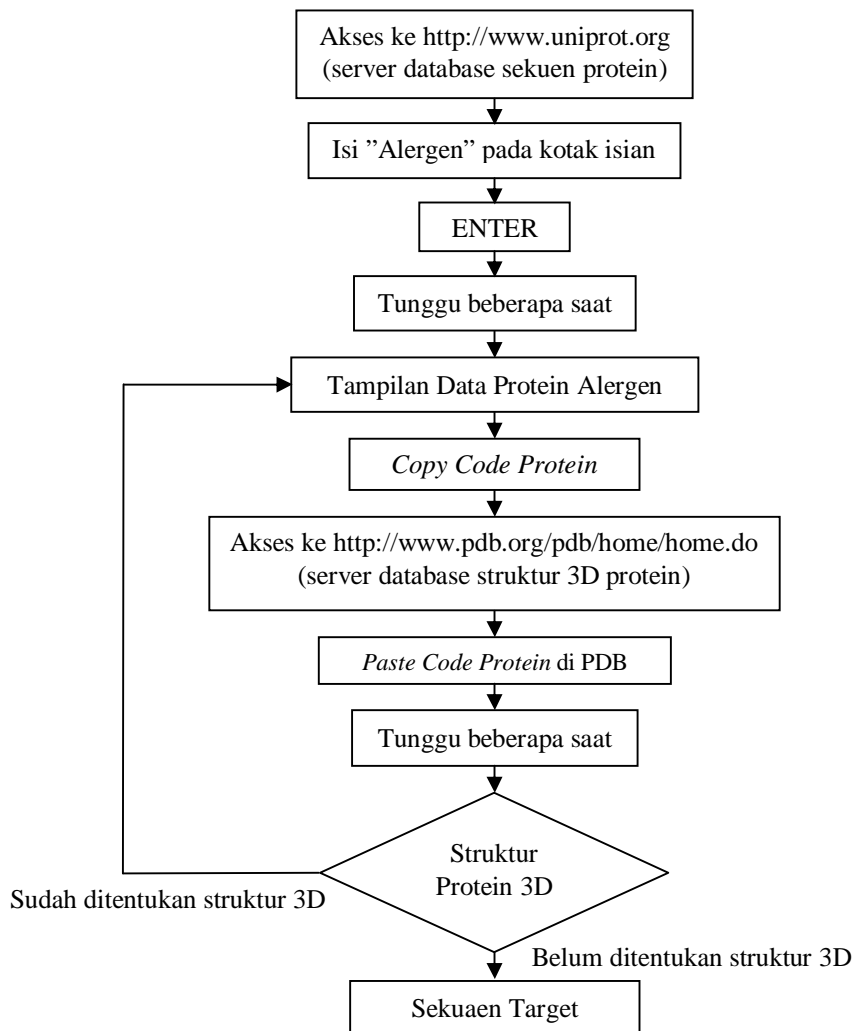 Akses ke http://www.uniprot.org
(server database sekuen protein)
Isi ”Alergen” pada kotak isian
ENTER
Tunggu beberapa saat
Tampilan Data Protein Alergen
Copy Code Protein
Akses ke http://www.pdb.org/pdb/home/home.do
(server database struktur 3D protein)
Paste Code Protein di PDB
Tunggu beberapa saat
Struktur
Protein 3D
Sudah ditentukan struktur 3D
Belum ditentukan struktur 3D
Sekuaen Target